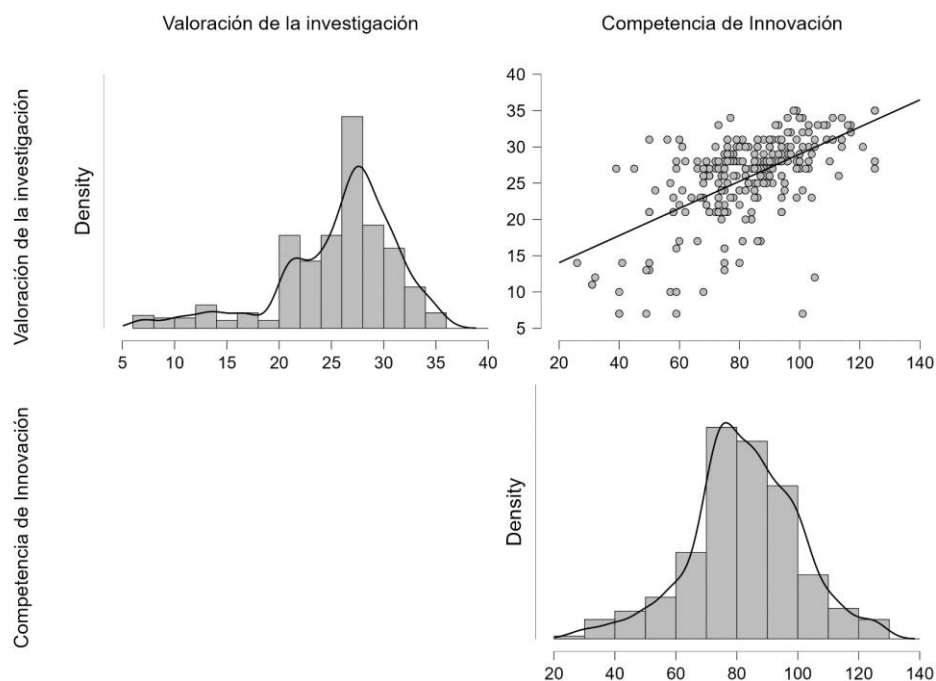 Valoración de la investigación
Competencia de Innovación
Valoración de la investigación
Density
5 10 15 20 25 30 35 40
40
35
30
25
20
15
10
5
20 40 60 80 100 120 140
Competencia de Innovación
Density
20 40 60 80 100 120 140